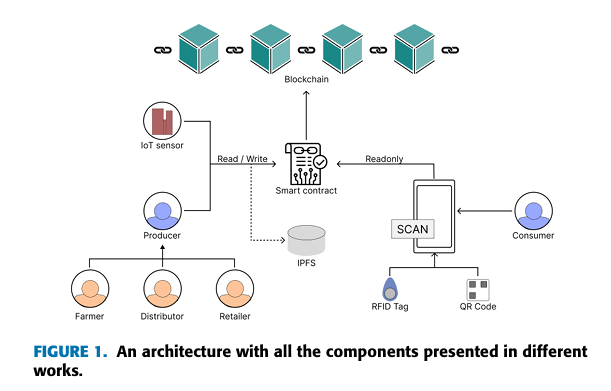 Blockchain
IoT sensor
Read / Write
Readonly
Smart contract
SCAN
Producer
Consumer
IPFS
RFID Tag
QR Code
Farmer
Distributor
Retailer
FIGURE 1. An architecture with all the components presented in different
works.